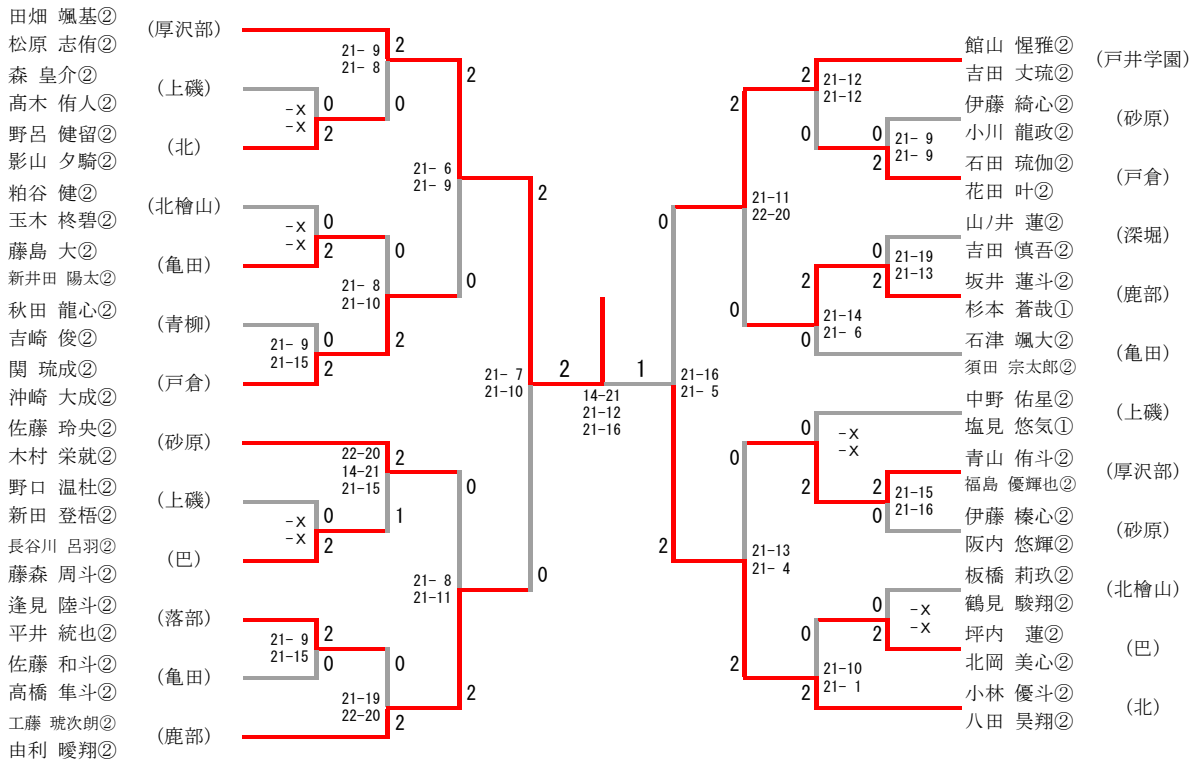 田畑 颯基②
松原 志侑②
(厚沢部)
森 皇介②
髙木 侑人②
(上磯)
野呂 健留②
影山 夕騎②
(北)
粕谷 健②
玉木 柊碧②
(北檜山)
藤島 大②
新井田 陽太②
(亀田)
秋田 龍心②
吉崎 俊②
(青柳)
関 琉成②
沖崎 大成②
(戸倉)
佐藤 玲央②
木村 栄就②
(砂原)
野口 温杜②
新田 登梧②
(上磯)
長谷川 呂羽②
藤森 周斗②
(巴)
逢見 陸斗②
平井 統也②
(落部)
佐藤 和斗②
高橋 隼斗②
(亀田)
工藤 琥次朗②
由利 曖翔②
(鹿部)
21- 9
21- 8
2
0
-X
-X
0
2
-X
-X
0
2
21- 9
21-15
0
2
21- 8
21-10
0
2
21- 6
21- 9
2
0
22-20
14-21
21-15
2
1
-X
-X
0
2
21- 9
21-15
2
0
21-19
22-20
0
2
21- 8
21-11
0
2
21- 7
21-10
2
0
2
1
14-21
21-12
21-16
21-16
21- 5
0
2
21-11
22-20
2
0
21-12
21-12
2
0
21- 9
21- 9
0
2
21-19
21-13
0
2
21-14
21- 6
2
0
21-13
21- 4
0
2
-X
-X
0
2
21-15
21-16
2
0
-X
-X
0
2
21-10
21- 1
0
2
館山 惺雅②
吉田 丈琉②
(戸井学園)
伊藤 綺心②
小川 龍政②
(砂原)
石田 琉伽②
花田 叶②
(戸倉)
山ノ井 蓮②
吉田 慎吾②
(深堀)
坂井 蓮斗②
杉本 蒼哉①
(鹿部)
石津 颯大②
須田 宗太郎②
(亀田)
中野 佑星②
塩見 悠気①
(上磯)
青山 侑斗②
福島 優輝也②
(厚沢部)
伊藤 榛心②
阪内 悠輝②
(砂原)
板橋 莉玖②
鶴見 駿翔②
(北檜山)
坪内 蓮②
北岡 美心②
(巴)
小林 優斗②
八田 昊翔②
(北)